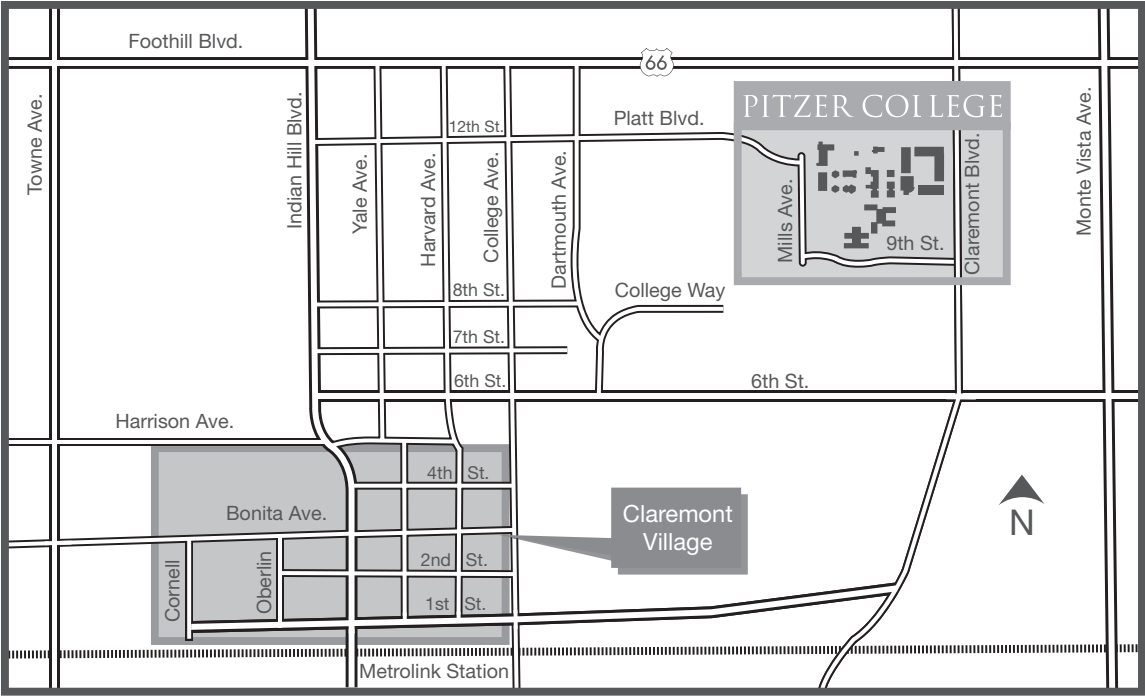 Foothill Blvd.
66
PITZER COLLEGE
Platt Blvd.
12th St.
Towne Ave.
Indian Hill Blvd.
Yale Ave.
Harvard Ave.
College Ave.
Dartmouth Ave.
Mills Ave.
Claremont Blvd.
Monte Vista Ave.
9th St.
8th St.
College Way
7th St.
6th St.
6th St.
Harrison Ave.
4th St.
Bonita Ave.
Claremont
Village
N
Cornell
Oberlin
2nd St.
1st St.
Metrolink Station